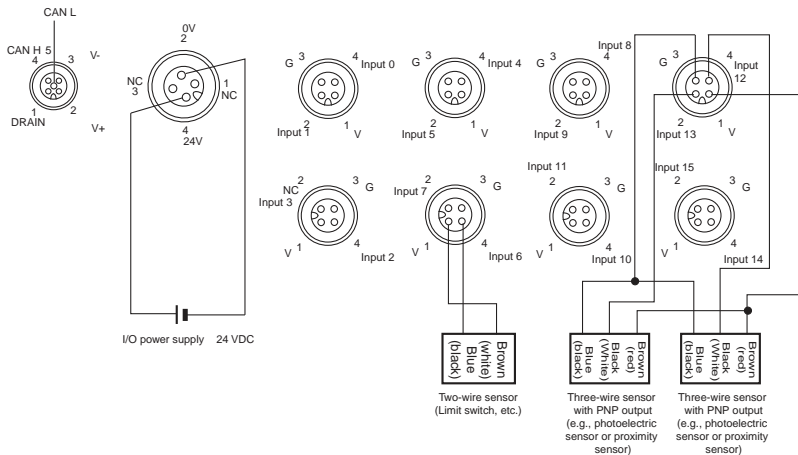 CAN L
CAN H 5
4
3
V-
1
2
DRAIN
V+
0V
2
NC
3
1
NC
4
24V
G 3
4
Input 0
2
Input 1
1
V
G 3
4
Input 4
2
Input 5
1
V
G 3
4
Input 8
2
Input 9
1
V
G 3
4
Input
12
2
Input 13
1
V
NC 2
Input 3
3
G
V 1
4
Input 2
2
Input 7
3
G
V 1
4
Input 6
Input 11
2
3
G
V 1
4
Input 10
Input 15
2
3
G
V 1
4
Input 14
I/O power supply 24 VDC
Brown
(white)
Blue
(black)
Two-wire sensor
(Limit switch, etc.)
Brown
(red)
Black
(White)
Blue
(black)
Three-wire sensor
with PNP output
(e.g., photoelectric
sensor or proximity
sensor)
Brown
(red)
Black
(White)
Blue
(black)
Three-wire sensor
with PNP output
(e.g., photoelectric
sensor or proximity
sensor)